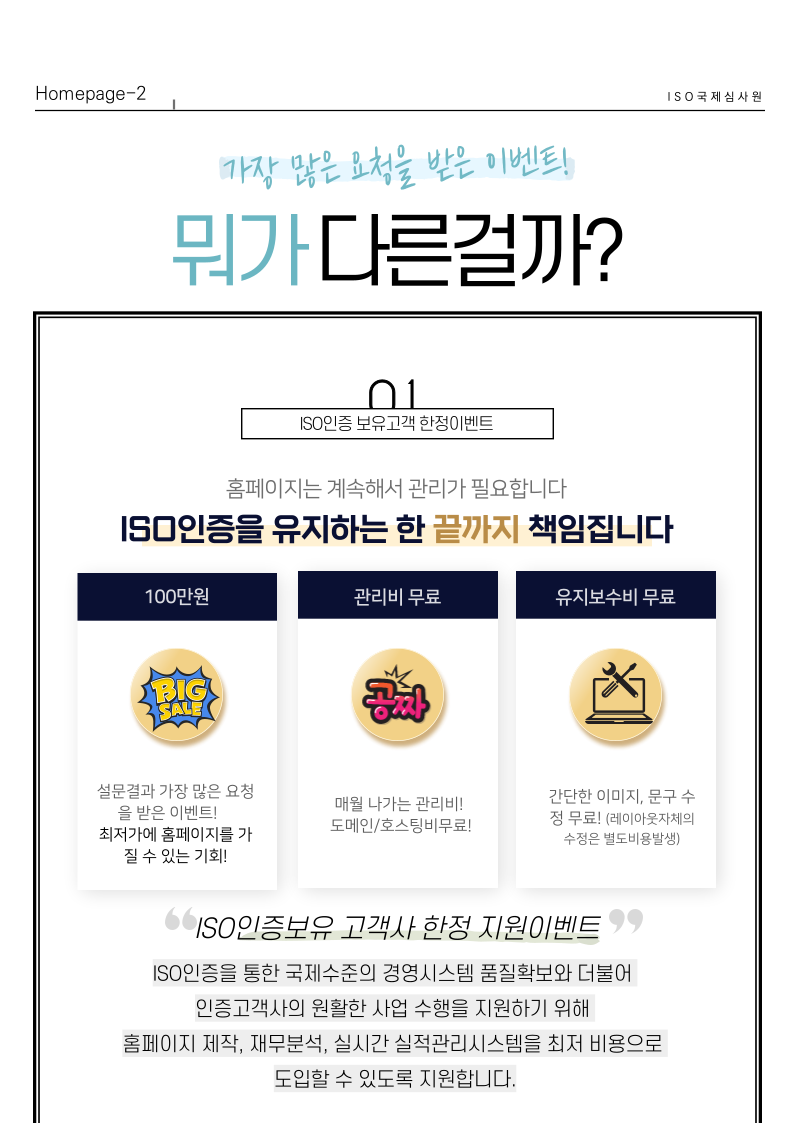 Homepage-2
ISO국제심사원
가장 많은 요청을 받은 이벤트!
뭐가 다른걸까?
01
ISO인증 보유고객 한정이벤트
홈페이지는 계속해서 관리가 필요합니다
ISO인증을 유지하는 한 끝까지 책임집니다
100만원
BIG
SALE
설문결과 가장 많은 요청
을 받은 이벤트!
최저가에 홈페이지를 가
질 수 있는 기회!
관리비 무료
공짜
매월 나가는 관리비!
도메인/호스팅비무료!
유지보수비 무료
간단한 이미지, 문구 수
정 무료! (레이아웃자체의
수정은 별도비용발생)
“ISO인증보유 고객사 한정 지원이벤트”
ISO인증을 통한 국제수준의 경영시스템 품질확보와 더불어
인증고객사의 원활한 사업 수행을 지원하기 위해
홈페이지 제작, 재무분석, 실시간 실적관리시스템을 최저 비용으로
도입할 수 있도록 지원합니다.